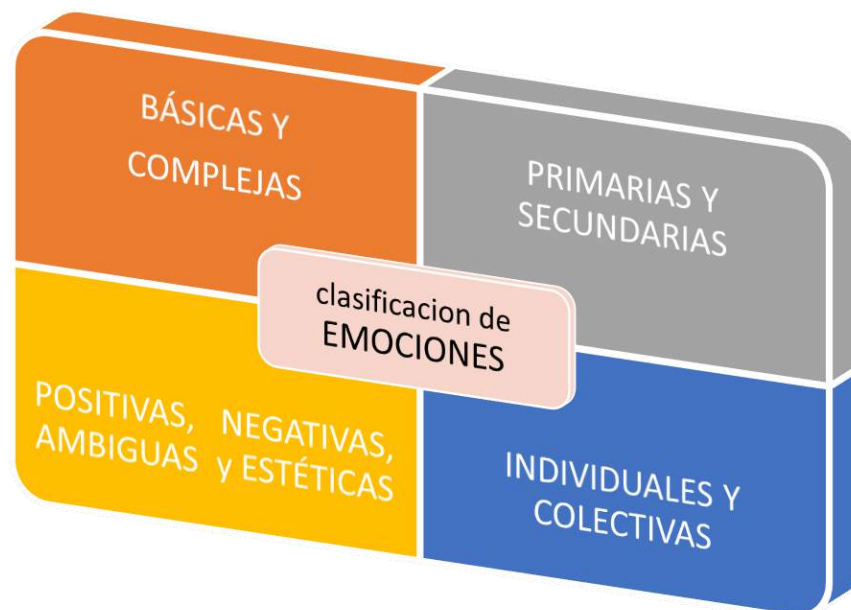 BÁSICAS Y
COMPLEJAS
PRIMARIAS Y
SECUNDARIAS
clasificacion de
EMOCIONES
POSITIVAS, NEGATIVAS,
AMBIGUAS y ESTÉTICAS
INDIVIDUALES Y
COLECTIVAS